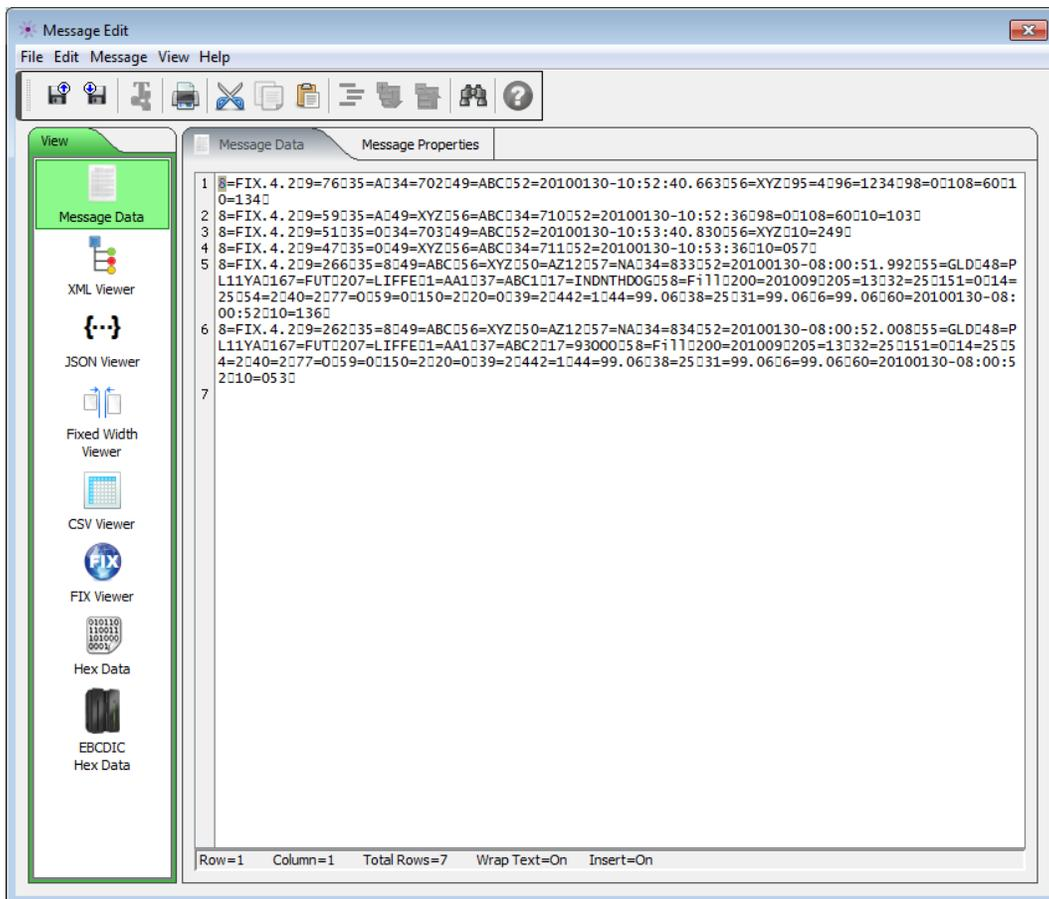 Message Edit
File Edit Message View Help
View
Message Data
XML Viewer
{...}
JSON Viewer
Fixed Width
Viewer
CSV Viewer
FIX
FIX Viewer
010110
110011
101000
0001
Hex Data
EBCDIC
Hex Data
Message Data Message Properties
1 8=FIX.4.2▯9=76▯35=A▯34=702▯49=ABC▯52=20100130-10:52:40.663▯56=XYZ▯95=4▯96=1234▯98=0▯108=60▯1
0=134▯
2 8=FIX.4.2▯9=59▯35=A▯49=XYZ▯56=ABC▯34=710▯52=20100130-10:52:36▯98=0▯108=60▯10=103▯
3 8=FIX.4.2▯9=51▯35=0▯34=703▯49=ABC▯52=20100130-10:53:40.830▯56=XYZ▯10=249▯
4 8=FIX.4.2▯9=47▯35=0▯49=XYZ▯56=ABC▯34=711▯52=20100130-10:53:36▯10=057▯
5 8=FIX.4.2▯9=266▯35=8▯49=ABC▯56=XYZ▯50=AZ12▯57=NA▯34=833▯52=20100130-08:00:51.992▯55=GLD▯48=P
L11YA▯167=FUT▯207=LIFFE▯1=AA1▯37=ABC1▯17=INDNTHDOG▯58=Fill▯200=201009▯205=13▯32=25▯151=0▯14=
25▯54=2▯40=2▯77=O▯59=0▯150=2▯20=0▯39=2▯442=1▯44=99.06▯38=25▯31=99.06▯6=99.06▯60=20100130-08:
00:52▯10=136▯
6 8=FIX.4.2▯9=262▯35=8▯49=ABC▯56=XYZ▯50=AZ12▯57=NA▯34=834▯52=20100130-08:00:52.008▯55=GLD▯48=P
L11YA▯167=FUT▯207=LIFFE▯1=AA1▯37=ABC2▯17=93000▯58=Fill▯200=201009▯205=13▯32=25▯151=0▯14=25▯5
4=2▯40=2▯77=O▯59=0▯150=2▯20=0▯39=2▯442=1▯44=99.06▯38=25▯31=99.06▯6=99.06▯60=20100130-08:00:5
2▯10=053▯
7
Row=1 Column=1 Total Rows=7 Wrap Text=On Insert=On